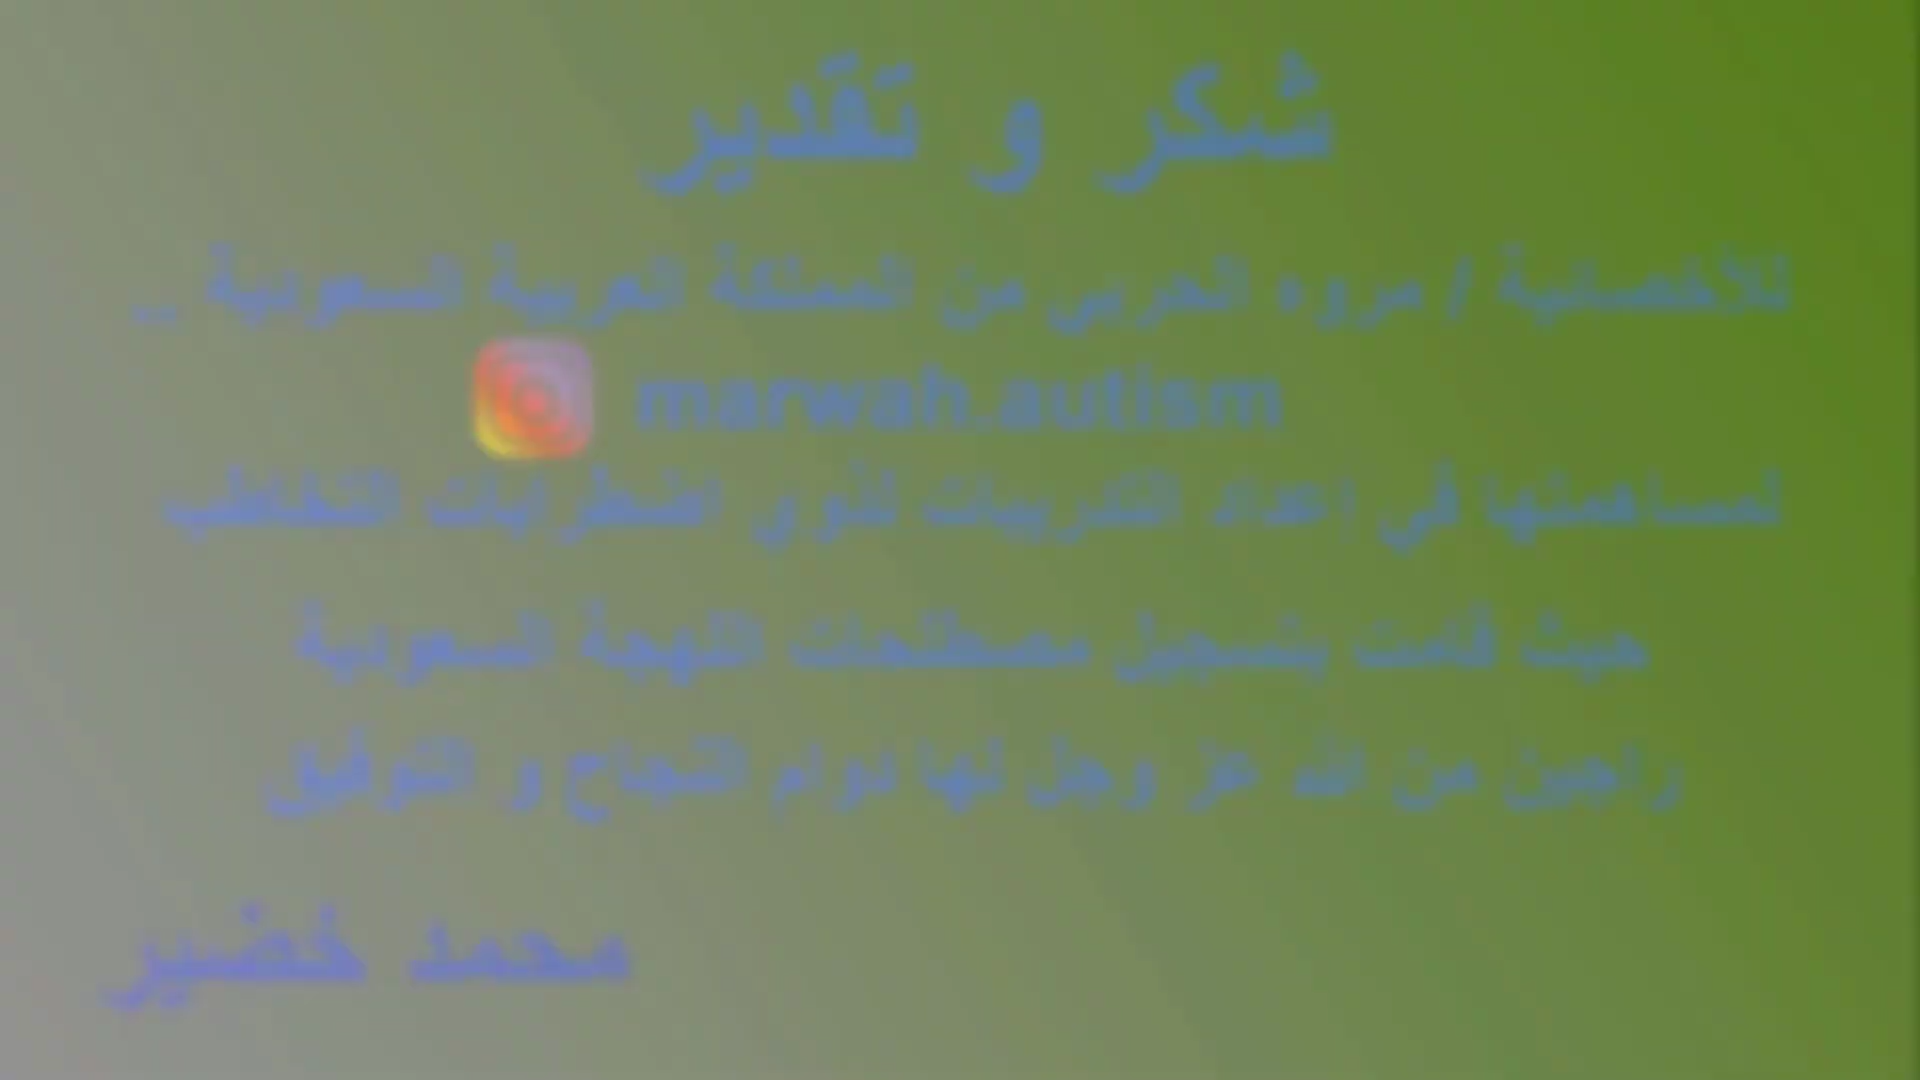 شكر و تقدير
للأخصائية / مروه الحربي من المملكة العربية السعودية ..
marwah.autism
لمساهمتها في إعداد التدريبات لذوي اضطرابات التخاطب
حيث قامت بتسجيل مصطلحات اللهجة السعودية
راجين من الله عز وجل لها دوام النجاح و التوفيق
محمد خضير